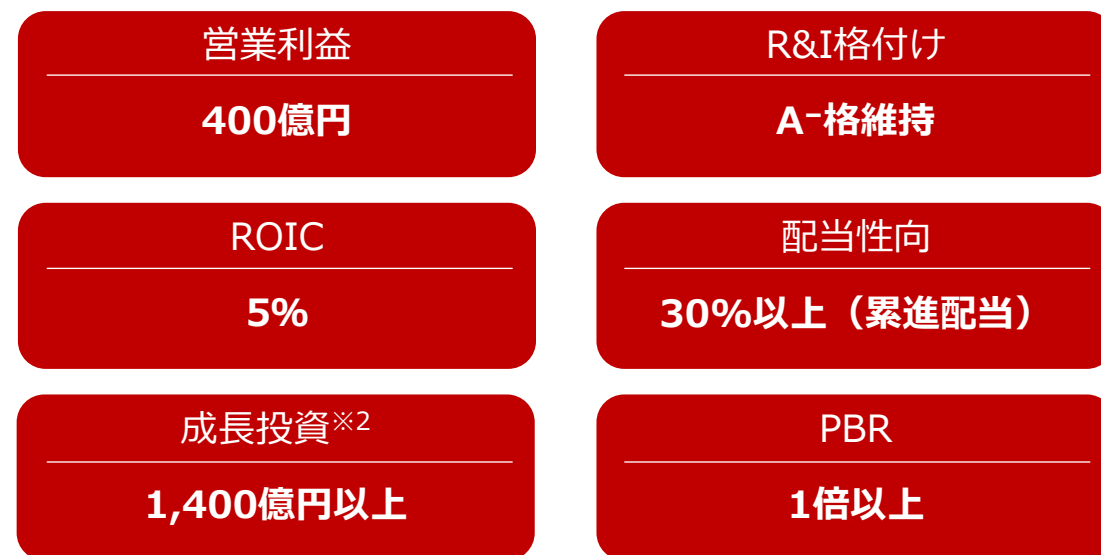 営業利益
400億円
R&I格付け
A⁻格維持
ROIC
5%
配当性向
30%以上（累進配当）
成長投資※2
1,400億円以上
PBR
1倍以上